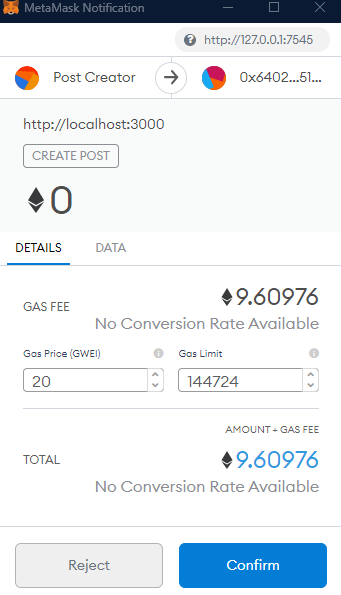 MetaMask Notification
http://127.0.0.1:7545
Post Creator
0x6402...51...
http://localhost:3000
CREATE POST
0
DETAILS
DATA
GAS FEE
9.60976
No Conversion Rate Available
Gas Price (GWEI)
Gas Limit
20
144724
AMOUNT + GAS FEE
TOTAL
9.60976
No Conversion Rate Available
Reject
Confirm